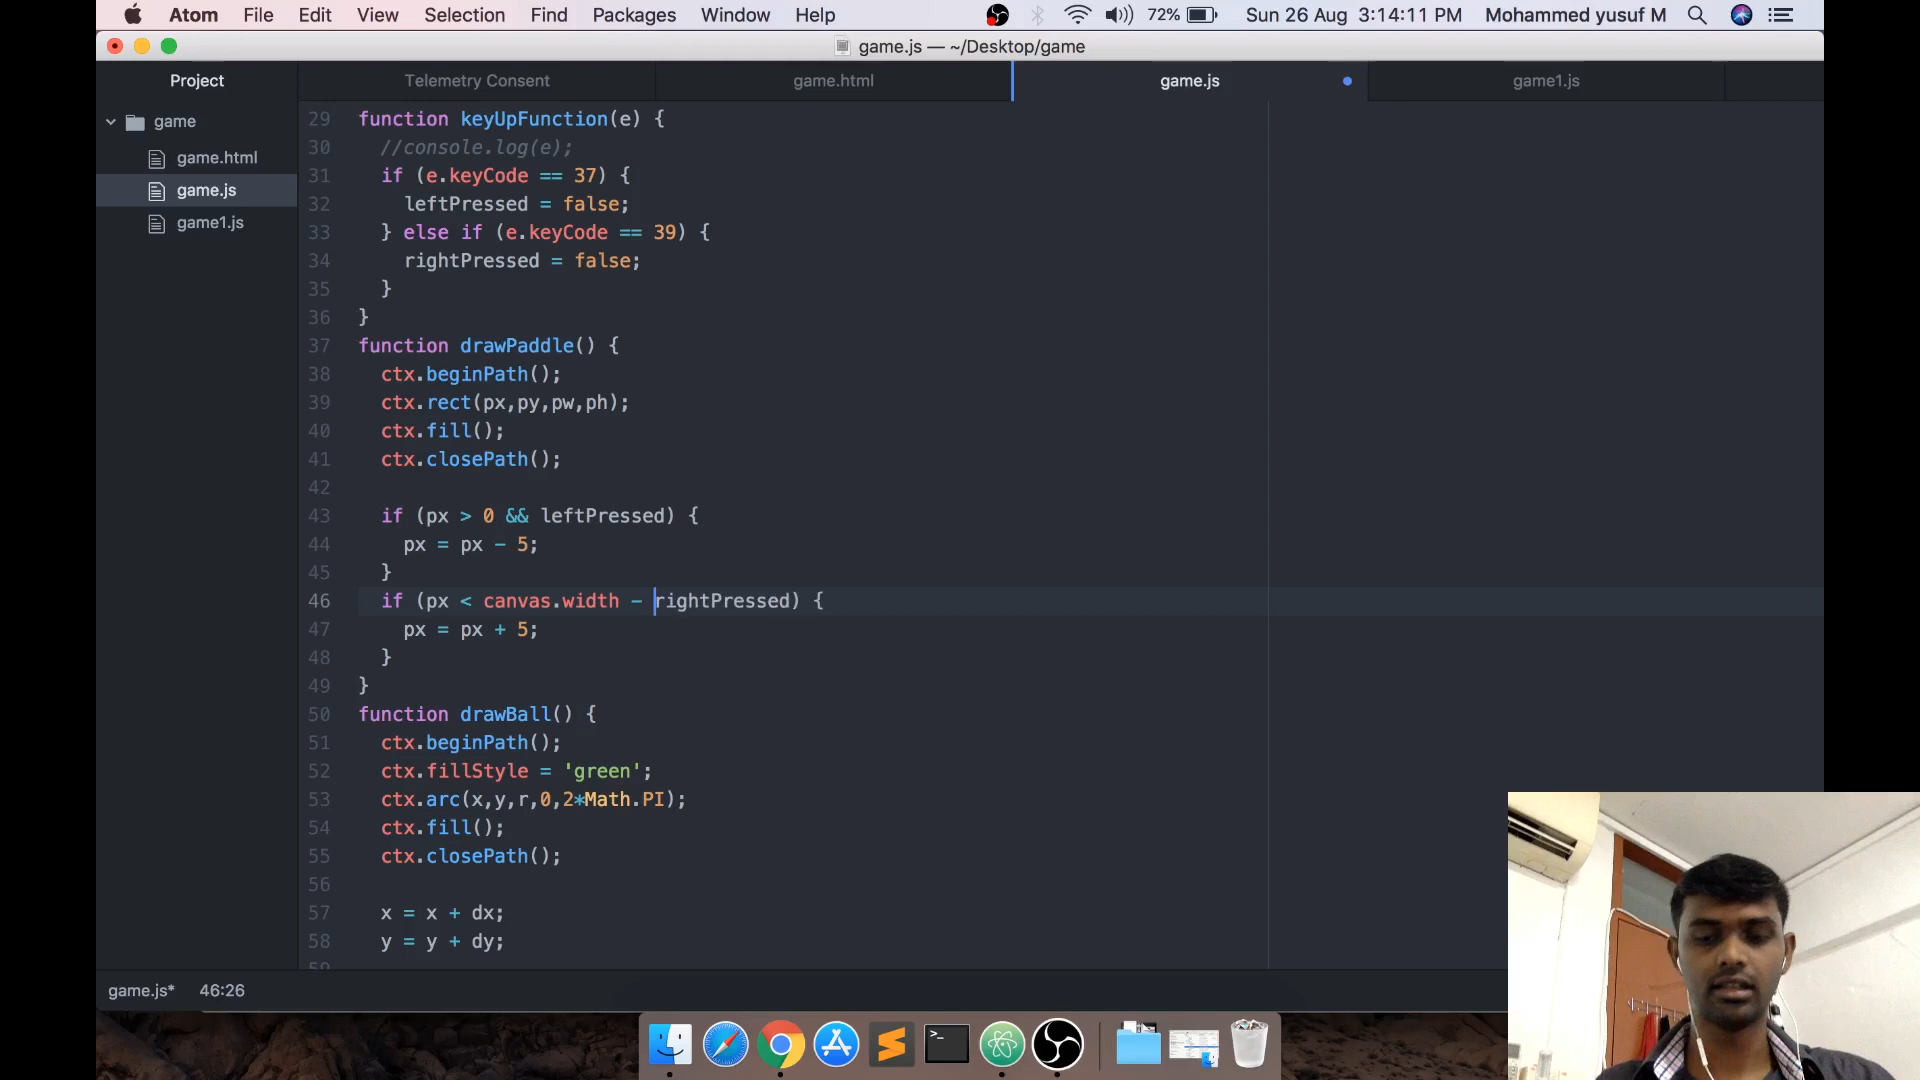 Atom File Edit View Selection Find Packages Window Help 72% Sun 26 Aug 3:14:11 PM Mohammed yusuf M
game.js — ~/Desktop/game
Project Telemetry Consent game.html game.js game1.js
game
game.html
game.js
game1.js
29 function keyUpFunction(e) {
30 //console.log(e);
31 if (e.keyCode == 37) {
32 leftPressed = false;
33 } else if (e.keyCode == 39) {
34 rightPressed = false;
35 }
36 }
37 function drawPaddle() {
38 ctx.beginPath();
39 ctx.rect(px,py,pw,ph);
40 ctx.fill();
41 ctx.closePath();
42
43 if (px > 0 && leftPressed) {
44 px = px - 5;
45 }
46 if (px < canvas.width - rightPressed) {
47 px = px + 5;
48 }
49 }
50 function drawBall() {
51 ctx.beginPath();
52 ctx.fillStyle = 'green';
53 ctx.arc(x,y,r,0,2*Math.PI);
54 ctx.fill();
55 ctx.closePath();
56
57 x = x + dx;
58 y = y + dy;
59
game.js* 46:26